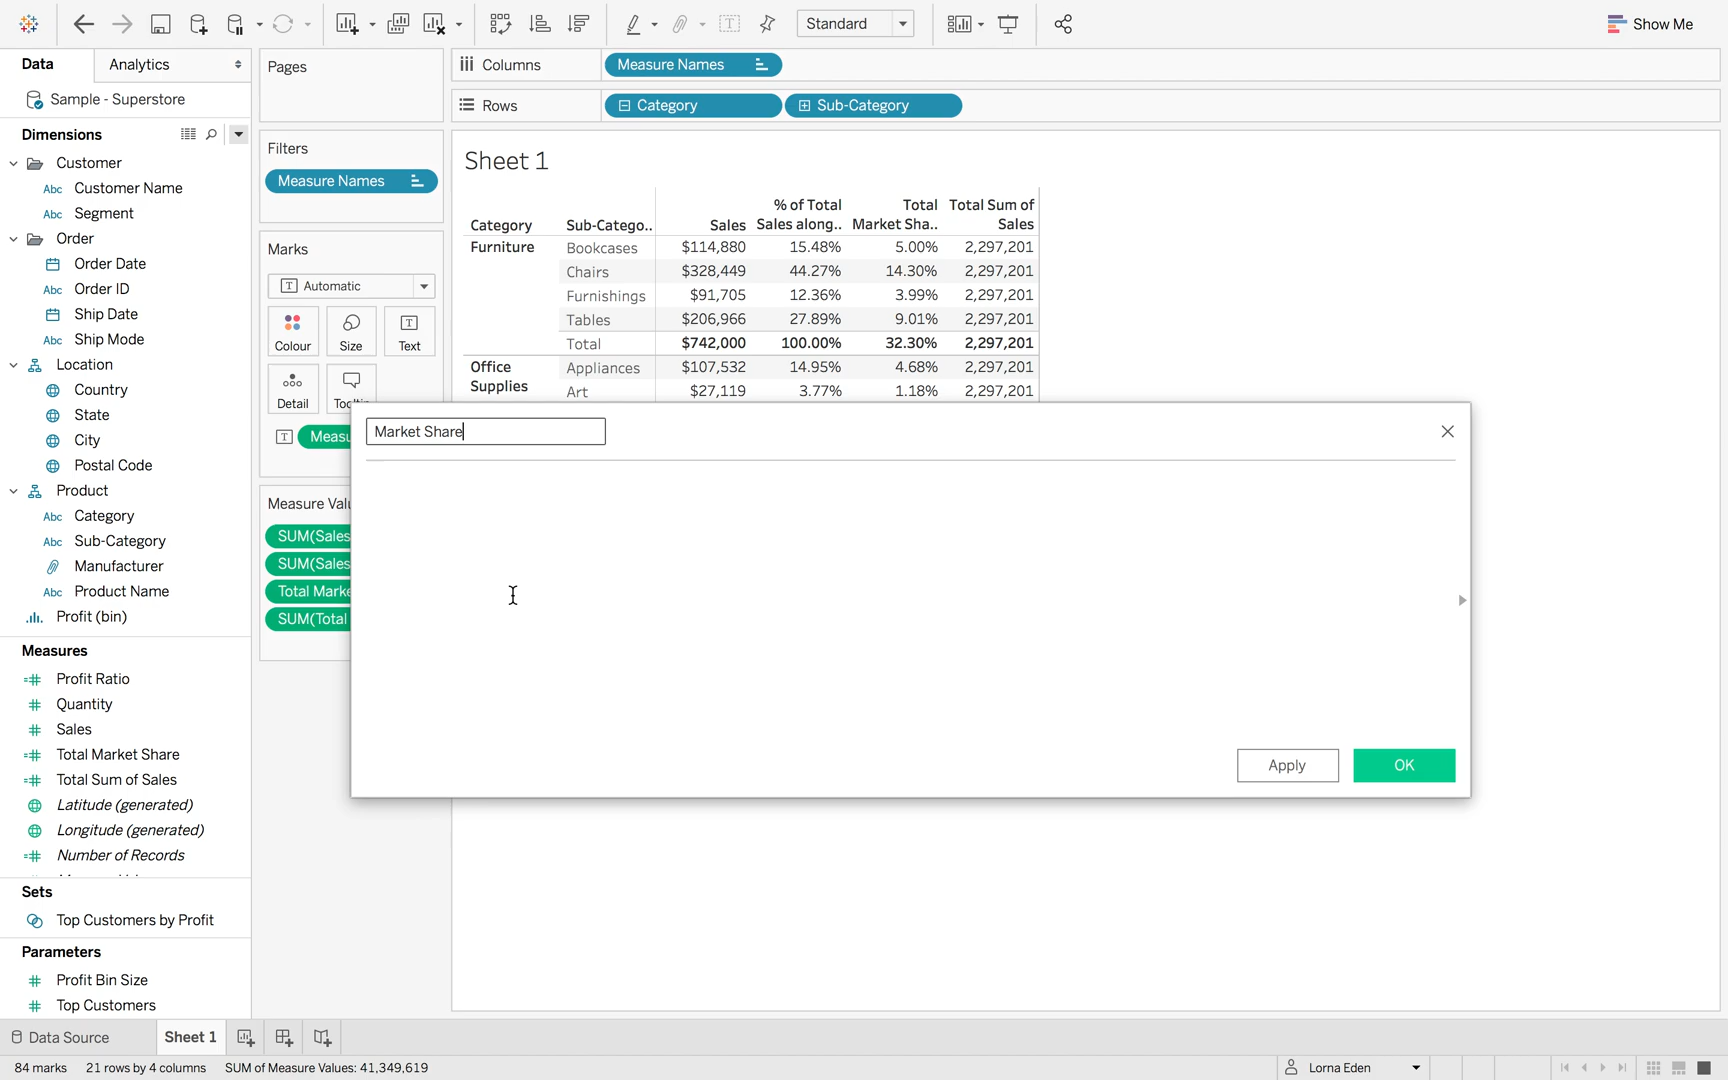 Standard
Show Me
Data
Analytics
Sample - Superstore
Dimensions
Customer
Abc Customer Name
Abc Segment
Order
Order Date
Abc Order ID
Ship Date
Abc Ship Mode
Location
Country
State
City
Postal Code
Product
Abc Category
Abc Sub-Category
Manufacturer
Abc Product Name
Profit (bin)
Measures
Profit Ratio
Quantity
Sales
Total Market Share
Total Sum of Sales
Latitude (generated)
Longitude (generated)
Number of Records
Sets
Top Customers by Profit
Parameters
Profit Bin Size
Top Customers
Pages
Filters
Measure Names
Marks
T Automatic
Colour Size Text
Detail
Measu
Measure Valu
SUM(Sales
SUM(Sales
Total Marke
SUM(Total
Columns Measure Names
Rows Category Sub-Category
Sheet 1
% of Total Total Total Sum of
Category Sub-Catego.. Sales Sales along.. Market Sha.. Sales
Furniture Bookcases $114,880 15.48% 5.00% 2,297,201
Chairs $328,449 44.27% 14.30% 2,297,201
Furnishings $91,705 12.36% 3.99% 2,297,201
Tables $206,966 27.89% 9.01% 2,297,201
Total $742,000 100.00% 32.30% 2,297,201
Office Appliances $107,532 14.95% 4.68% 2,297,201
Supplies Art $27,119 3.77% 1.18% 2,297,201
Market Share
Apply OK
Data Source Sheet 1
84 marks 21 rows by 4 columns SUM of Measure Values: 41,349,619
Lorna Eden